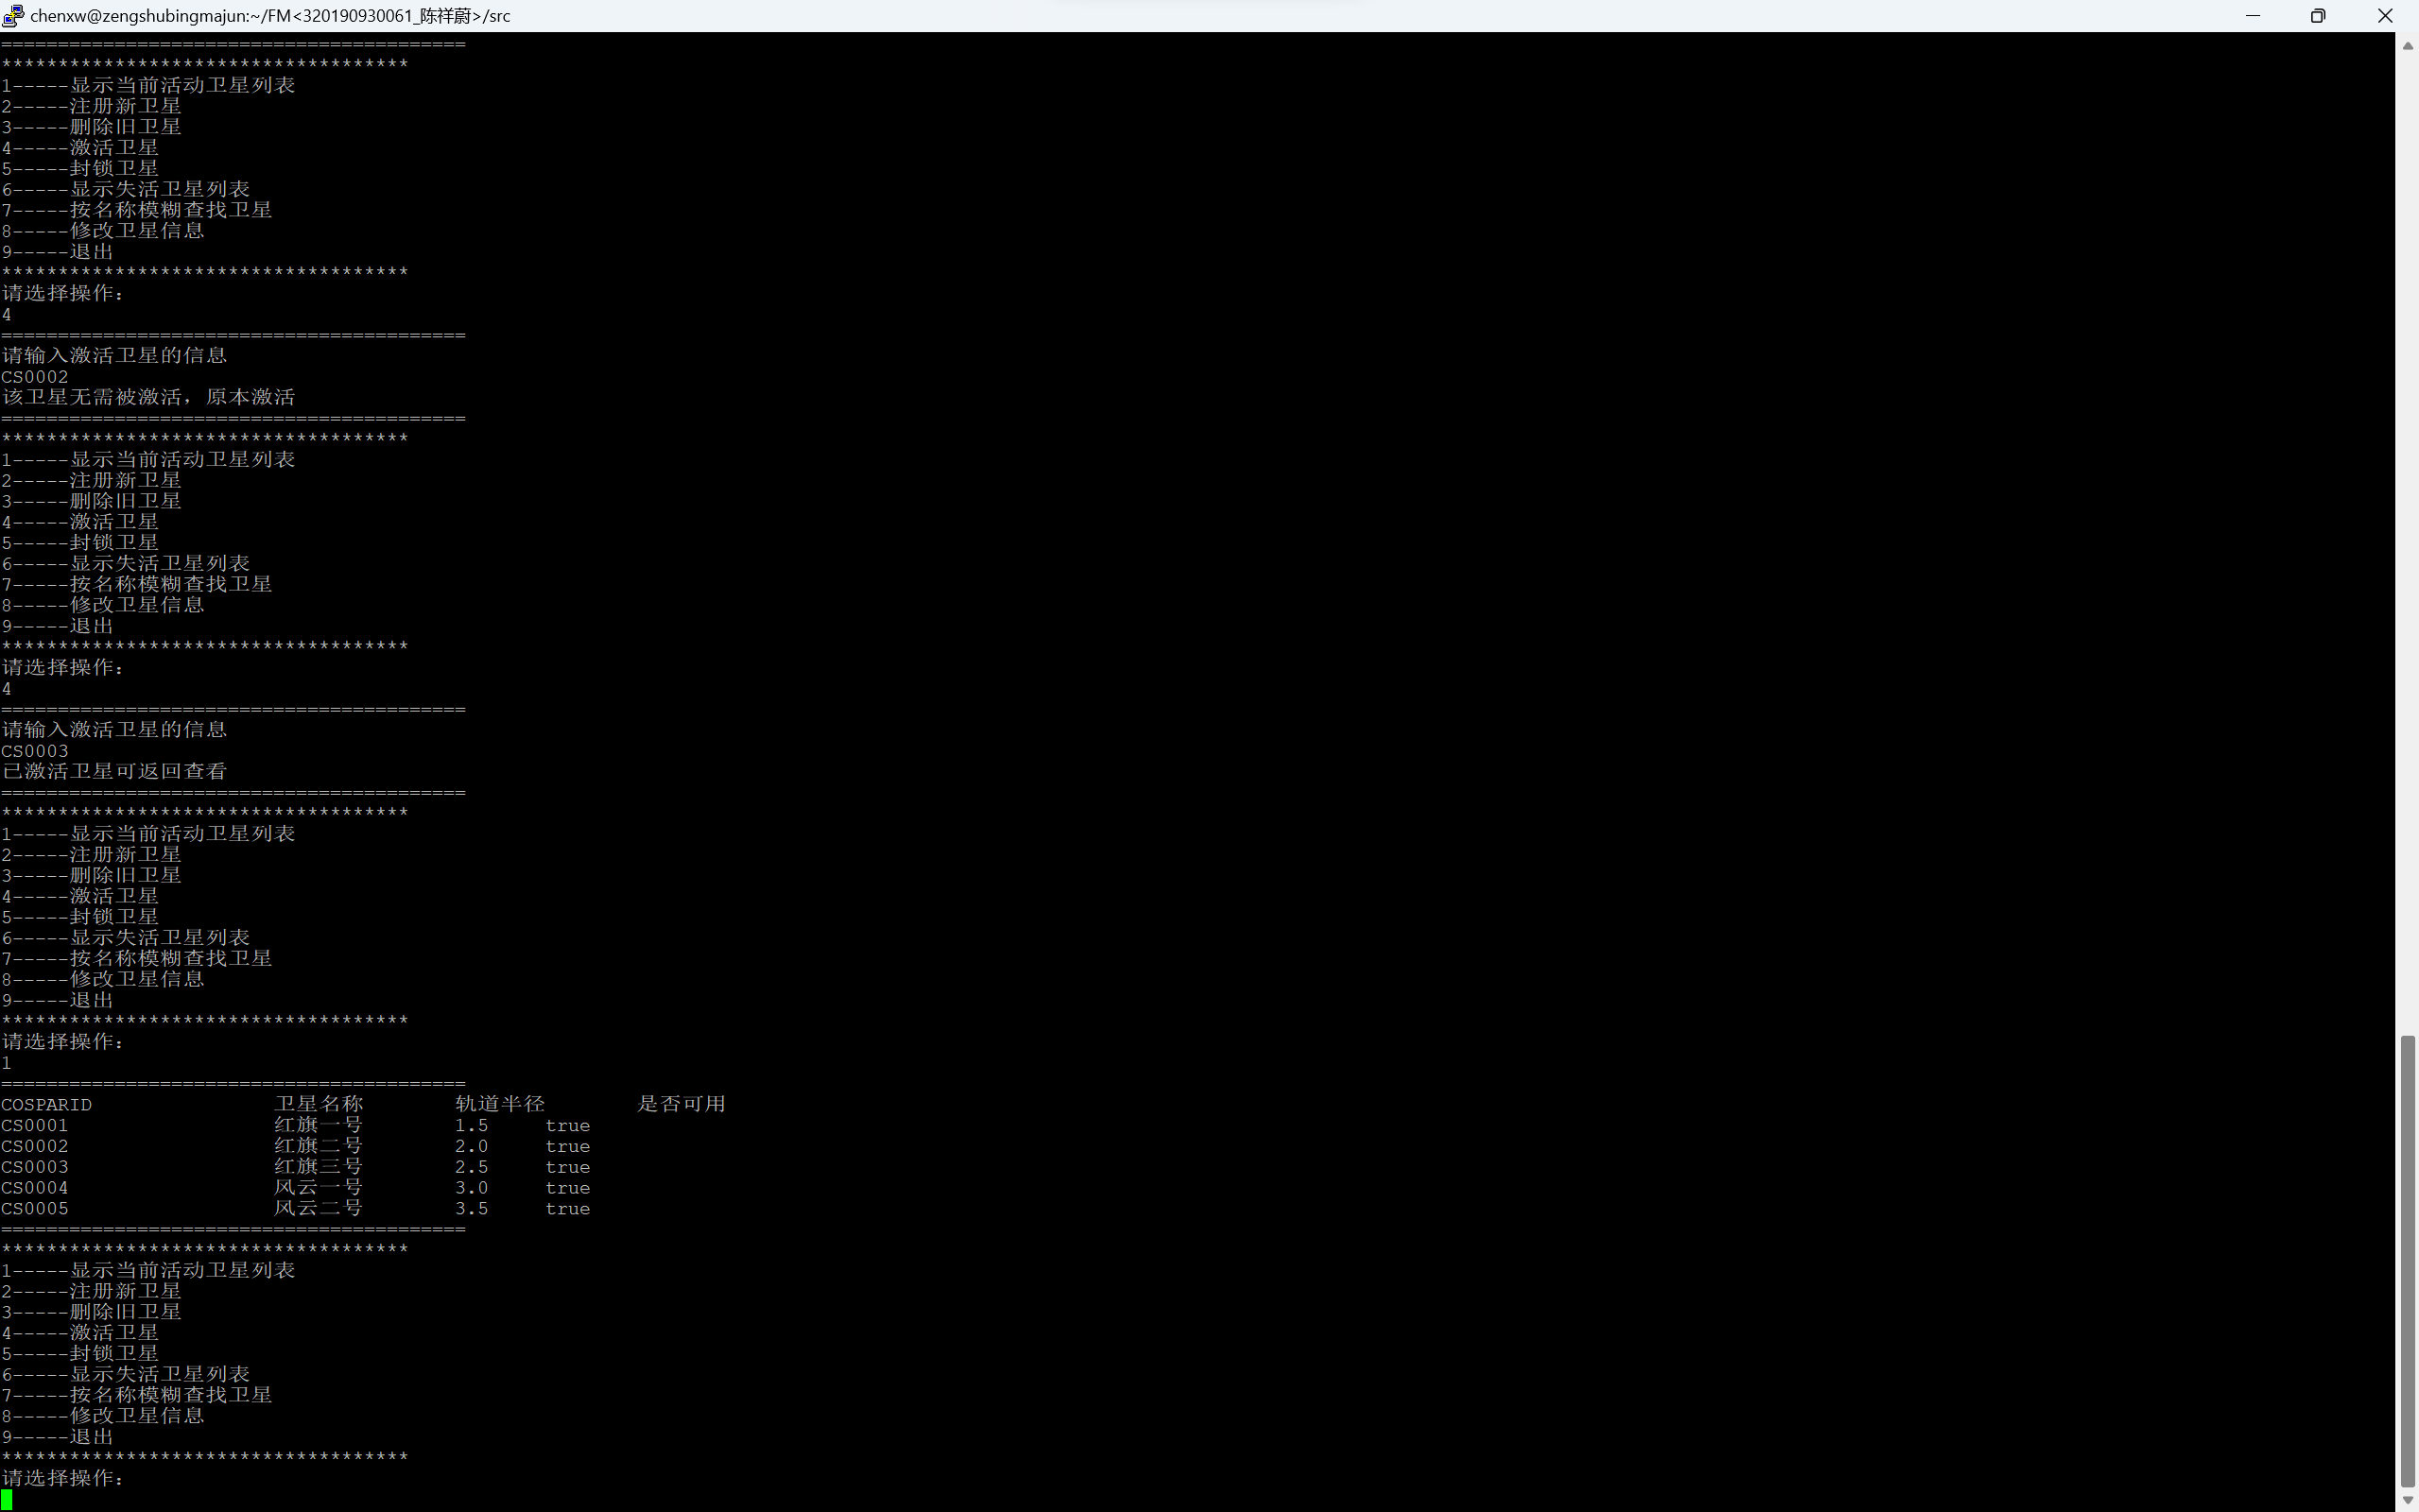 chenxw@zengshubingmajun:~/FM<320190930061_陈祥蔚>/src
=========================================
************************************
1-----显示当前活动卫星列表
2-----注册新卫星
3-----删除旧卫星
4-----激活卫星
5-----封锁卫星
6-----显示失活卫星列表
7-----按名称模糊查找卫星
8-----修改卫星信息
9-----退出
************************************
请选择操作:
4
=========================================
请输入激活卫星的信息
CS0002
该卫星无需被激活，原本激活
=========================================
************************************
1-----显示当前活动卫星列表
2-----注册新卫星
3-----删除旧卫星
4-----激活卫星
5-----封锁卫星
6-----显示失活卫星列表
7-----按名称模糊查找卫星
8-----修改卫星信息
9-----退出
************************************
请选择操作:
4
=========================================
请输入激活卫星的信息
CS0003
已激活卫星可返回查看
=========================================
************************************
1-----显示当前活动卫星列表
2-----注册新卫星
3-----删除旧卫星
4-----激活卫星
5-----封锁卫星
6-----显示失活卫星列表
7-----按名称模糊查找卫星
8-----修改卫星信息
9-----退出
************************************
请选择操作:
1
=========================================
COSPARID 卫星名称 轨道半径 是否可用
CS0001 红旗一号 1.5 true
CS0002 红旗二号 2.0 true
CS0003 红旗三号 2.5 true
CS0004 风云一号 3.0 true
CS0005 风云二号 3.5 true
=========================================
************************************
1-----显示当前活动卫星列表
2-----注册新卫星
3-----删除旧卫星
4-----激活卫星
5-----封锁卫星
6-----显示失活卫星列表
7-----按名称模糊查找卫星
8-----修改卫星信息
9-----退出
************************************
请选择操作: